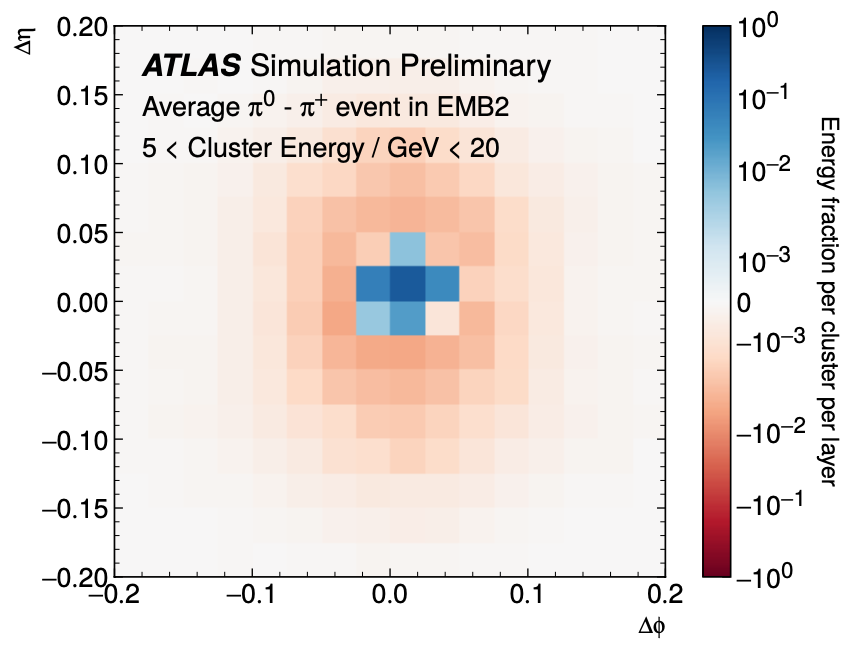 Δη
0.20
0.15
0.10
0.05
0.00
−0.05
−0.10
−0.15
−0.20
ATLAS Simulation Preliminary
Average π⁰ - π⁺ event in EMB2
5 < Cluster Energy / GeV < 20
−0.2 −0.1 0.0 0.1 0.2
Δϕ
10⁰
10⁻¹
10⁻²
10⁻³
0
−10⁻³
−10⁻²
−10⁻¹
−10⁰
Energy fraction per cluster per layer